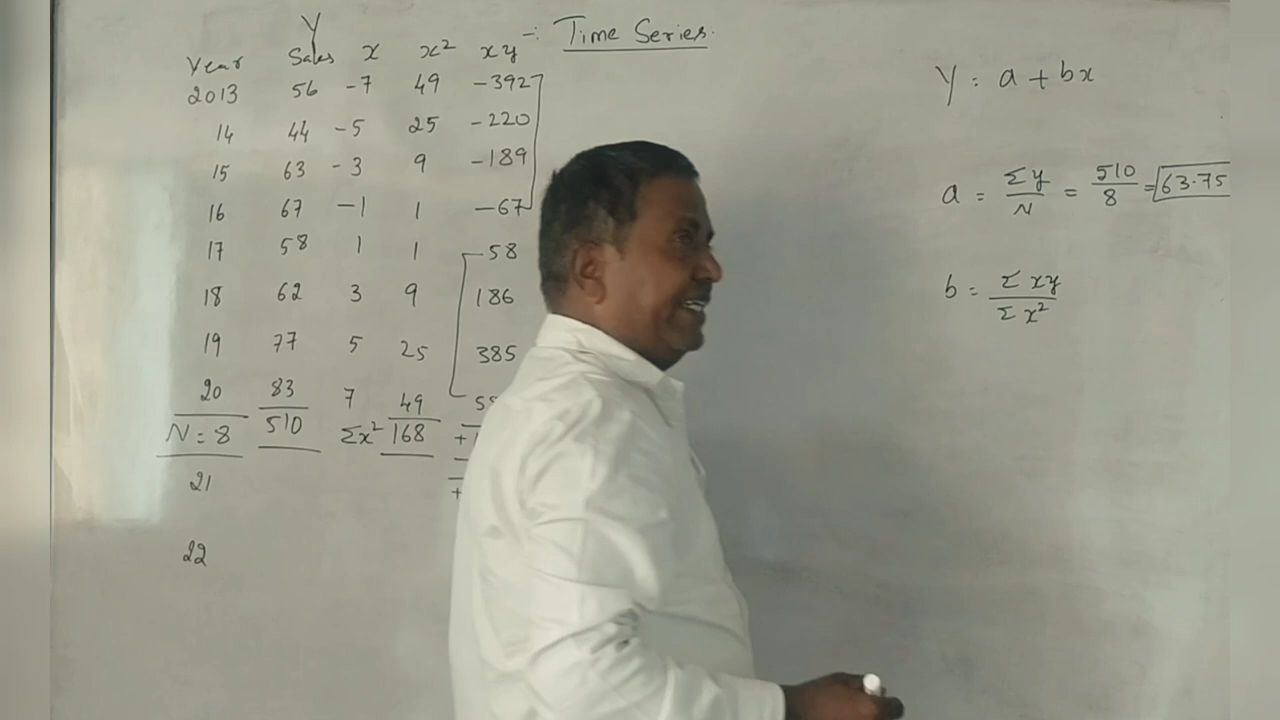 :- Time Series.
Y
Year Sales x x² xy
2013 56 -7 49 -392
14 44 -5 25 -220
15 63 -3 9 -189
16 67 -1 1 -67
17 58 1 1 58
18 62 3 9 186
19 77 5 25 385
20 83 7 49
N = 8 510 Σx² 168 +
21 +
22
Y = a + bx
a = Σy/N = 510/8 = 63.75
b = Σxy/Σx²